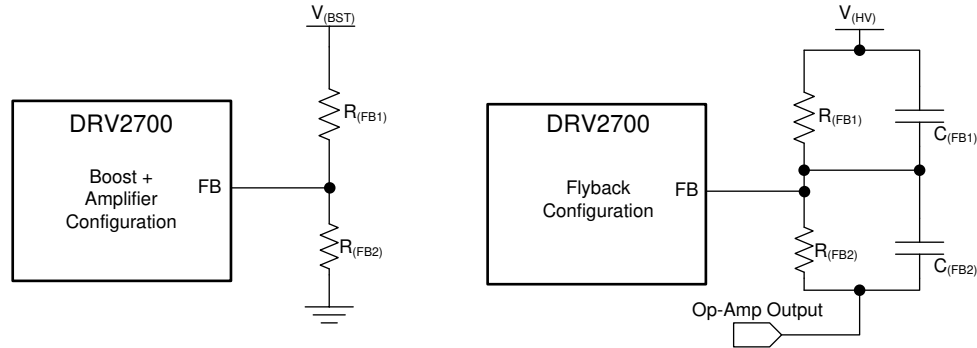 V(BST)
R(FB1)
DRV2700
Boost +
Amplifier
Configuration
FB
R(FB2)
V(HV)
R(FB1)
C(FB1)
DRV2700
Flyback
Configuration
FB
R(FB2)
C(FB2)
Op-Amp Output